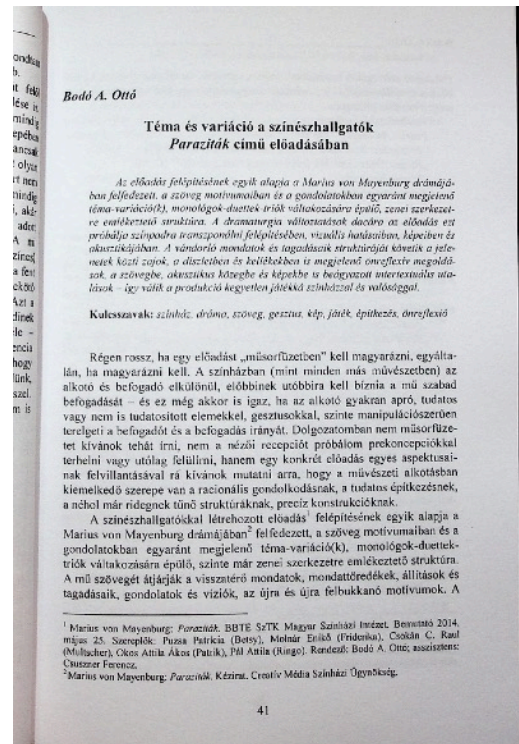 Bodó A. Ottó
Téma és variáció a színészhallgatók
Paraziták című előadásában
Az előadás felépítésének egyik alapja a Marius von Mayenburg drámájá-
ban felfedezett, a szöveg motívumaiban és a gondolatokban egyaránt megjelenő
téma-variáció(k), monológok-duettek-triók váltakozására épülő, zenei szerkezet-
re emlékeztető struktúra. A dramaturgia változtatások dacára az előadás ezt
próbálja színpadra transzponálni felépítésében, vizuális hatásaiban, képeiben és
akusztikájában. A vándorló mondatok és tagadásaik struktúráját követik a jele-
netek közti zajok, a díszletben és kellékekben is megjelenő önreflexív megoldá-
sok, a szövegbe, akusztikus közegbe és képekbe is beágyazott intertextuális uta-
lások – így válik a produkció kegyetlen játékká színházzal és valósággal.
Kulcsszavak: színház, dráma, szöveg, gesztus, kép, játék, építkezés, önreflexió
Régen rossz, ha egy előadást „műsorfüzetben” kell magyarázni, egyálta-
lán, ha magyarázni kell. A színházban (mint minden más művészetben) az
alkotó és befogadó elkülönül, előbbinek utóbbira kell bíznia a mű szabad
befogadását – és ez még akkor is igaz, ha az alkotó gyakran apró, tudatos
vagy nem is tudatosított elemekkel, gesztusokkal, szinte manipulációszerűen
terelgeti a befogadót és a befogadás irányát. Dolgozatomban nem műsorfüze-
tet kívánok tehát írni, nem a nézői recepciót próbálom prekoncepciókkal
terhelni vagy utólag felülírni, hanem egy konkrét előadás egyes aspektusai-
nak felvillantásával rá kívánok mutatni arra, hogy a művészeti alkotásban
kiemelkedő szerepe van a racionális gondolkodásnak, a tudatos építkezésnek,
a néhol már ridegnek tűnő struktúráknak, precíz konstrukcióknak.
A színészhallgatókkal létrehozott előadás¹ felépítésének egyik alapja a
Marius von Mayenburg drámájában² felfedezett, a szöveg motívumaiban és a
gondolatokban egyaránt megjelenő téma-variáció(k), monológok-duettek-
triók váltakozására épülő, szinte már zenei szerkezetre emlékeztető struktúra.
A mű szövegét átjárják a visszatérő mondatok, mondattöredékek, állítások és
tagadásaik, gondolatok és víziók, az újra és újra felbukkanó motívumok. A
¹ Marius von Mayenburg: Paraziták. BBTE SzTK Magyar Színházi Intézet. Bemutató 2014.
május 25. Szereplők: Puzsa Patrícia (Betsy), Molnár Enikő (Friderika), Csokán C. Raul
(Multscher), Okos Attila Ákos (Patrik), Pál Attila (Ringo). Rendező: Bodó A. Ottó; asszisztens:
Csuszner Ferencz.
² Marius von Mayenburg: Paraziták. Kézirat. Creatív Média Színházi Ügynökség.
41